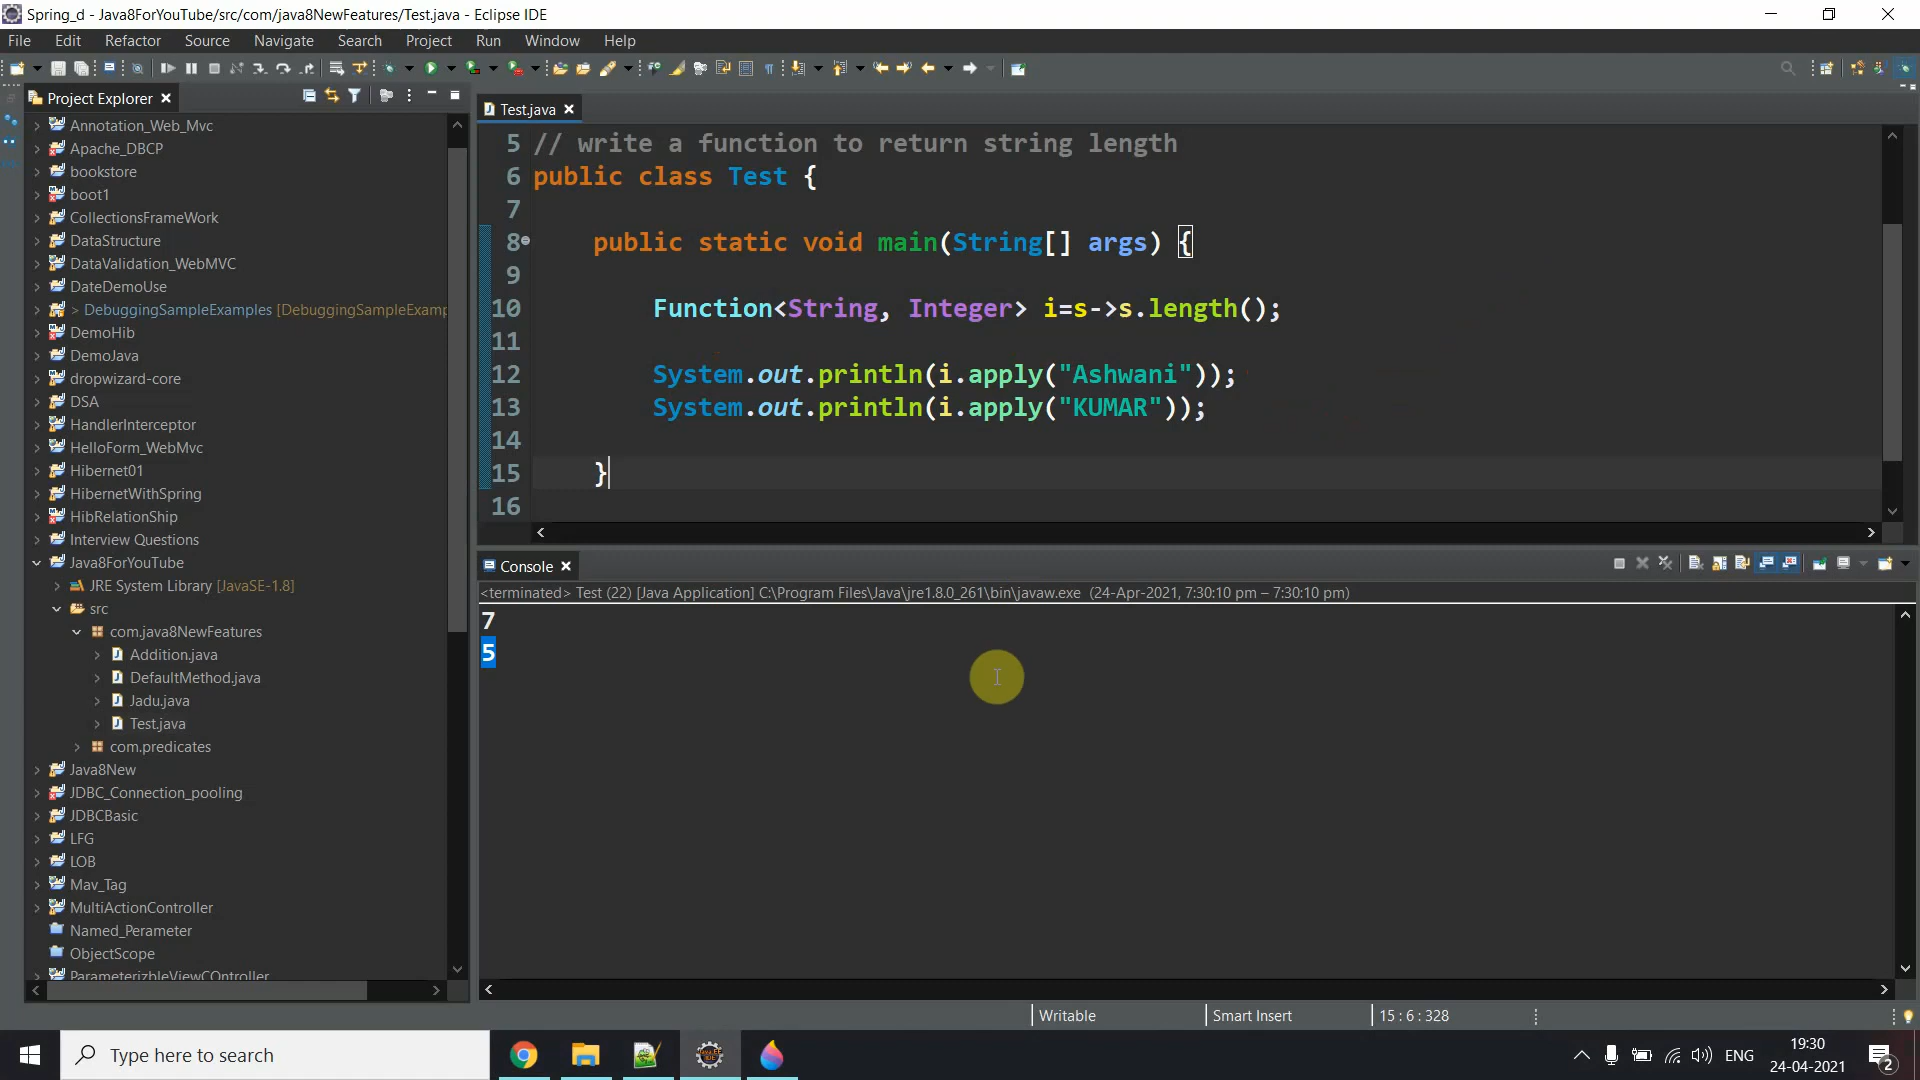 Spring_d - Java8ForYouTube/src/com/java8NewFeatures/Test.java - Eclipse IDE
File Edit Refactor Source Navigate Search Project Run Window Help
Project Explorer
Annotation_Web_Mvc
Apache_DBCP
bookstore
boot1
CollectionsFrameWork
DataStructure
DataValidation_WebMVC
DateDemoUse
> DebuggingSampleExamples [DebuggingSampleExamp
DemoHib
DemoJava
dropwizard-core
DSA
HandlerInterceptor
HelloForm_WebMvc
Hibernet01
HibernetWithSpring
HibRelationShip
Interview Questions
Java8ForYouTube
JRE System Library [JavaSE-1.8]
src
com.java8NewFeatures
Addition.java
DefaultMethod.java
Jadu.java
Test.java
com.predicates
Java8New
JDBC_Connection_pooling
JDBCBasic
LFG
LOB
Mav_Tag
MultiActionController
Named_Perameter
ObjectScope
ParameterizbleViewCOntroller
Test.java
5 // write a function to return string length
6 public class Test {
7
8 public static void main(String[] args) {
9
10 Function<String, Integer> i=s->s.length();
11
12 System.out.println(i.apply("Ashwani"));
13 System.out.println(i.apply("KUMAR"));
14
15 }
16
Console
<terminated> Test (22) [Java Application] C:\Program Files\Java\jre1.8.0_261\bin\javaw.exe (24-Apr-2021, 7:30:10 pm – 7:30:10 pm)
7
5
Writable Smart Insert 15 : 6 : 328
Type here to search
ENG
19:30
24-04-2021
2